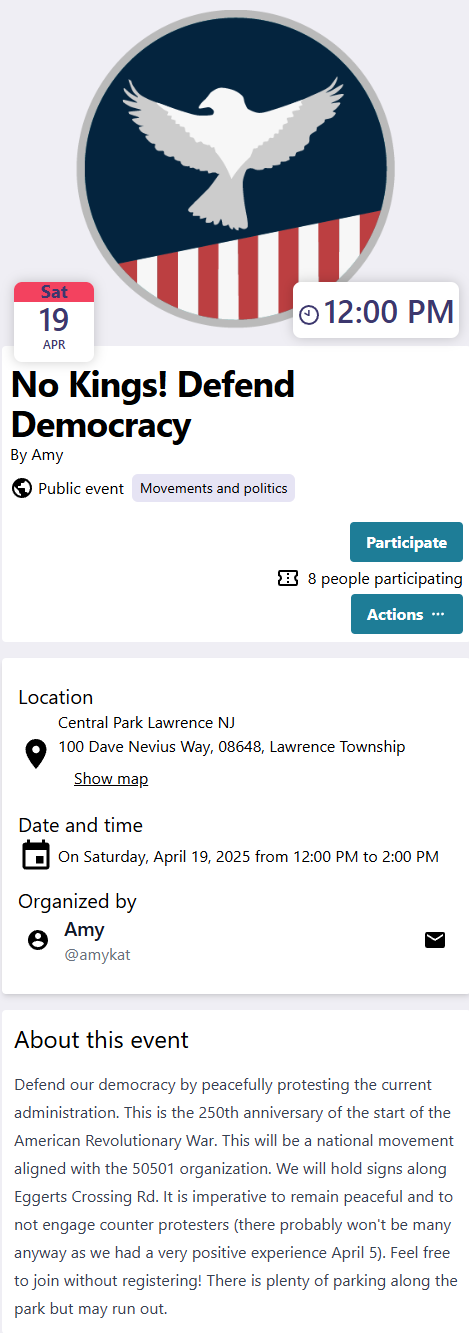 Sat
19
APR
12:00 PM
No Kings! Defend
Democracy
By Amy
Public event
Movements and politics
Participate
8 people participating
Actions ···
Location
Central Park Lawrence NJ
100 Dave Nevius Way, 08648, Lawrence Township
Show map
Date and time
On Saturday, April 19, 2025 from 12:00 PM to 2:00 PM
Organized by
Amy
@amykat
About this event
Defend our democracy by peacefully protesting the current
administration. This is the 250th anniversary of the start of the
American Revolutionary War. This will be a national movement
aligned with the 50501 organization. We will hold signs along
Eggerts Crossing Rd. It is imperative to remain peaceful and to
not engage counter protesters (there probably won't be many
anyway as we had a very positive experience April 5). Feel free
to join without registering! There is plenty of parking along the
park but may run out.